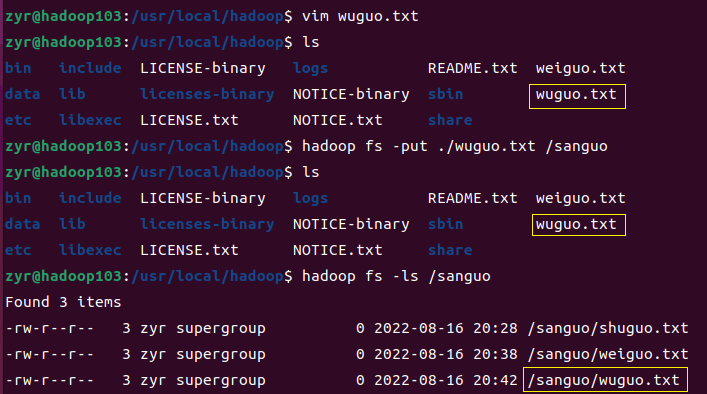 zyr@hadoop103:/usr/local/hadoop$ vim wuguo.txt
zyr@hadoop103:/usr/local/hadoop$ ls
bin include LICENSE-binary logs README.txt weiguo.txt
data lib licenses-binary NOTICE-binary sbin wuguo.txt
etc libexec LICENSE.txt NOTICE.txt share
zyr@hadoop103:/usr/local/hadoop$ hadoop fs -put ./wuguo.txt /sanguo
zyr@hadoop103:/usr/local/hadoop$ ls
bin include LICENSE-binary logs README.txt weiguo.txt
data lib licenses-binary NOTICE-binary sbin wuguo.txt
etc libexec LICENSE.txt NOTICE.txt share
zyr@hadoop103:/usr/local/hadoop$ hadoop fs -ls /sanguo
Found 3 items
-rw-r--r-- 3 zyr supergroup 0 2022-08-16 20:28 /sanguo/shuguo.txt
-rw-r--r-- 3 zyr supergroup 0 2022-08-16 20:38 /sanguo/weiguo.txt
-rw-r--r-- 3 zyr supergroup 0 2022-08-16 20:42 /sanguo/wuguo.txt